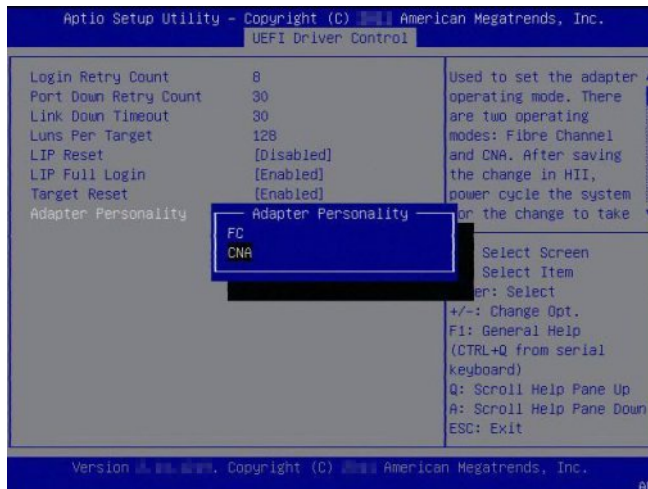 Aptio Setup Utility - Copyright (C) American Megatrends, Inc.
UEFI Driver Control
Login Retry Count 8
Port Down Retry Count 30
Link Down Timeout 30
Luns Per Target 128
LIP Reset [Disabled]
LIP Full Login [Enabled]
Target Reset [Enabled]
Adapter Personality
Adapter Personality
FC
CNA
Used to set the adapter
operating mode. There
are two operating
modes: Fibre Channel
and CNA. After saving
the change in HII,
power cycle the system
for the change to take
Select Screen
Select Item
er: Select
+/-: Change Opt.
F1: General Help
(CTRL+Q from serial
keyboard)
Q: Scroll Help Pane Up
A: Scroll Help Pane Down
ESC: Exit
Version . Copyright (C) American Megatrends, Inc.